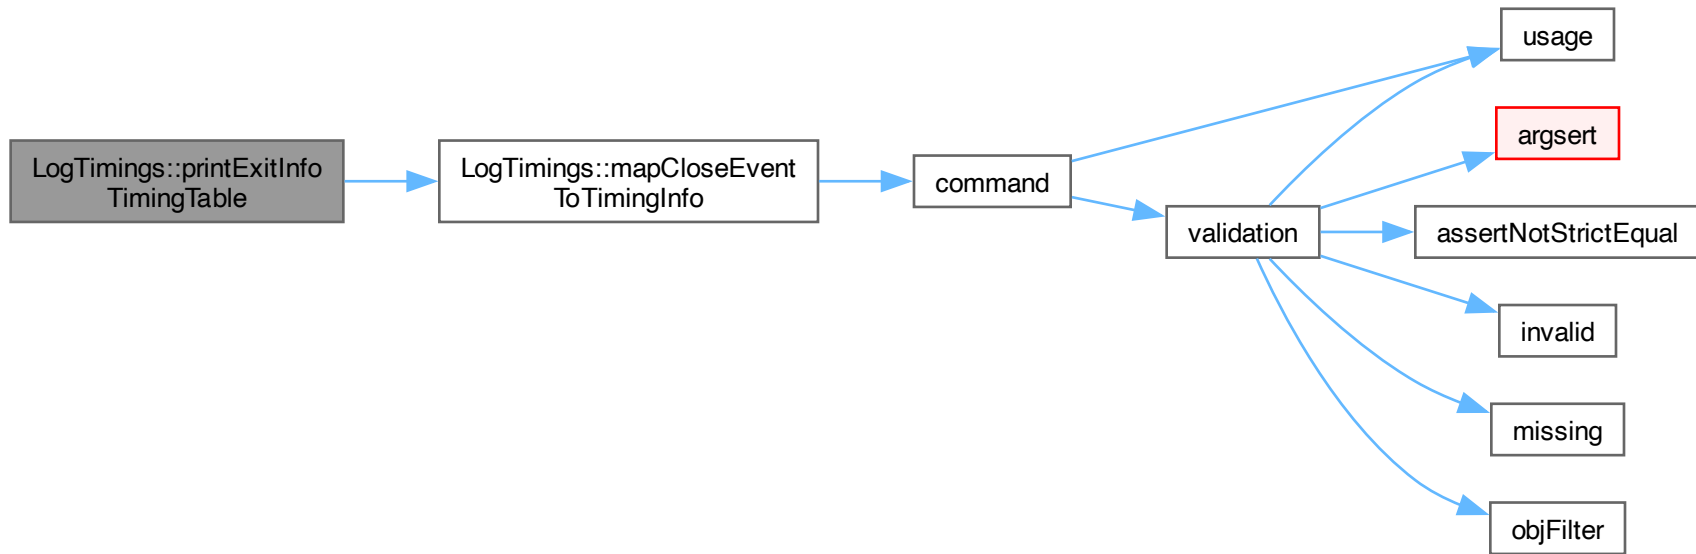 LogTimings::printExitInfo
TimingTable
LogTimings::mapCloseEvent
ToTimingInfo
command
validation
usage
argsert
assertNotStrictEqual
invalid
missing
objFilter